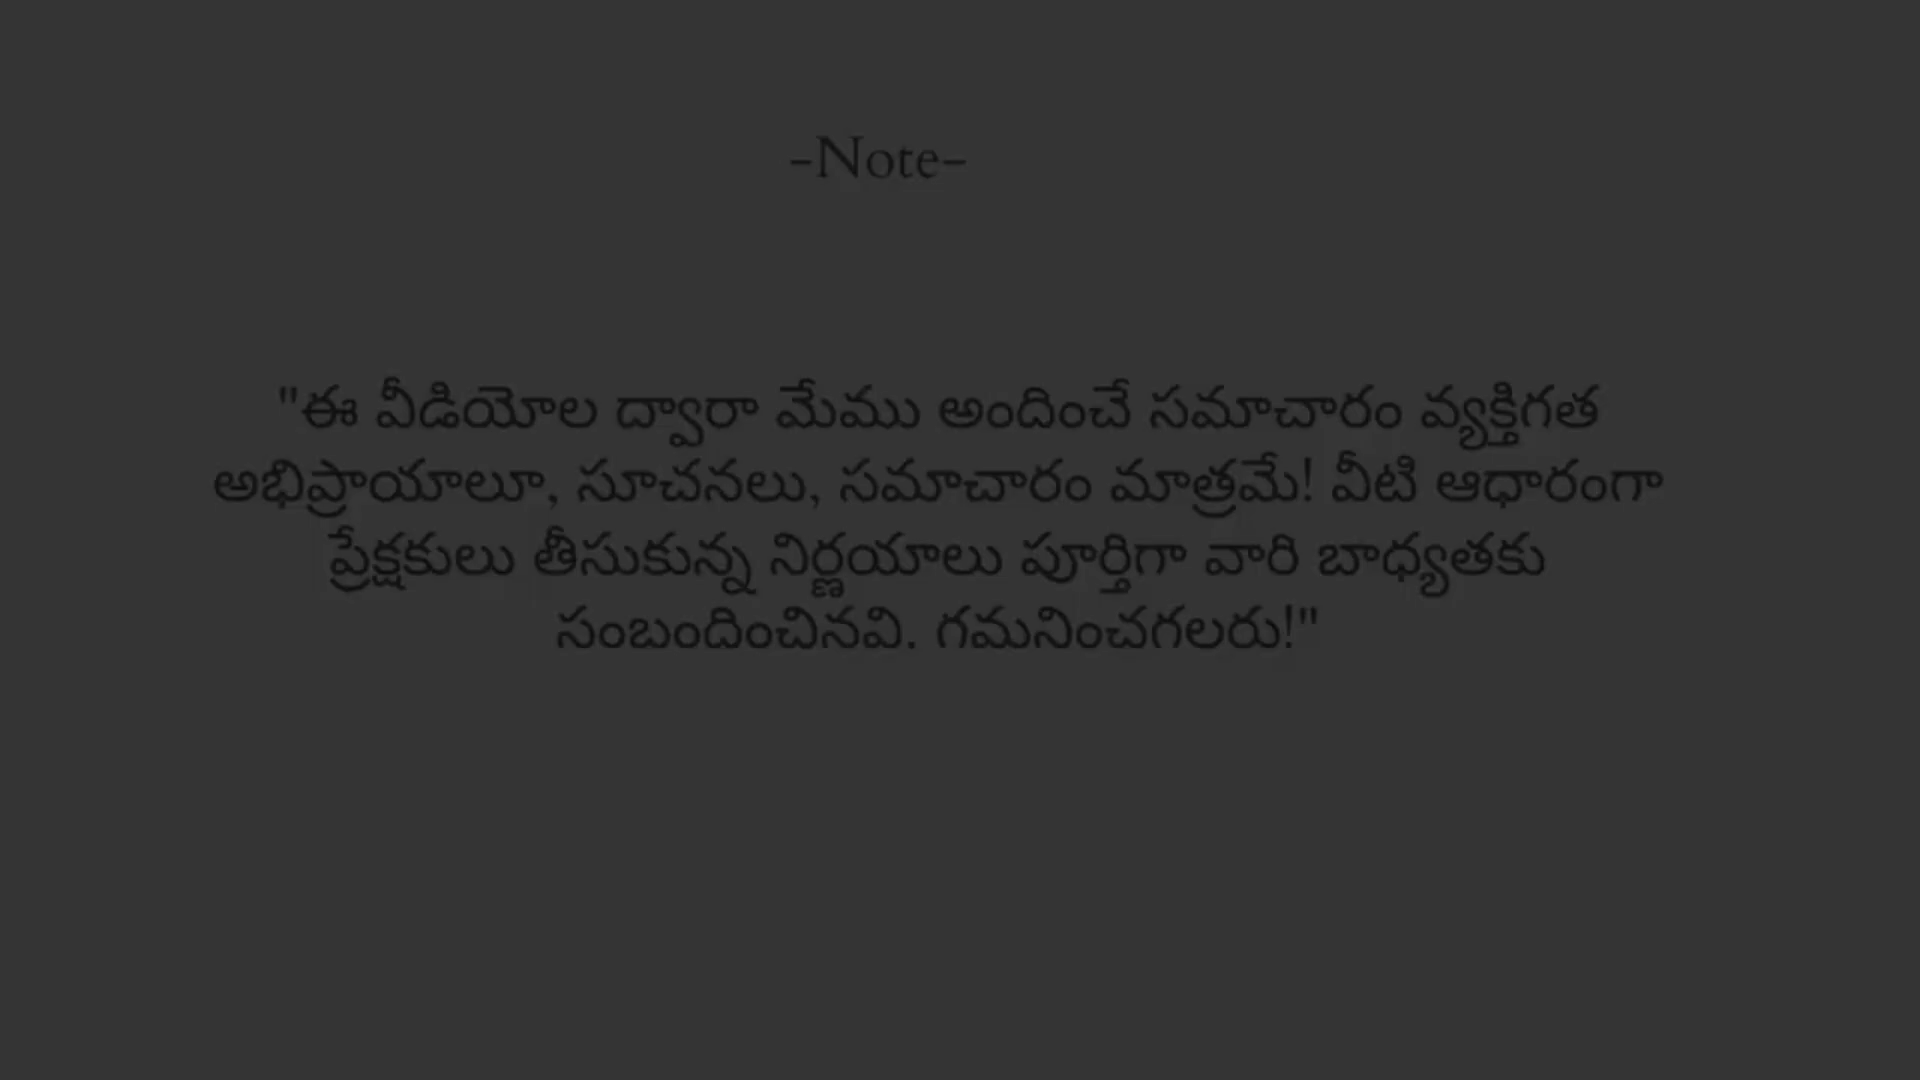 -Note-
"ఈ వీడియోల ద్వారా మేము అందించే సమాచారం వ్యక్తిగత
అభిప్రాయాలూ, సూచనలు, సమాచారం మాత్రమే! వీటి ఆధారంగా
ప్రేక్షకులు తీసుకున్న నిర్ణయాలు పూర్తిగా వారి బాధ్యతకు
సంబందించినవి. గమనించగలరు!"